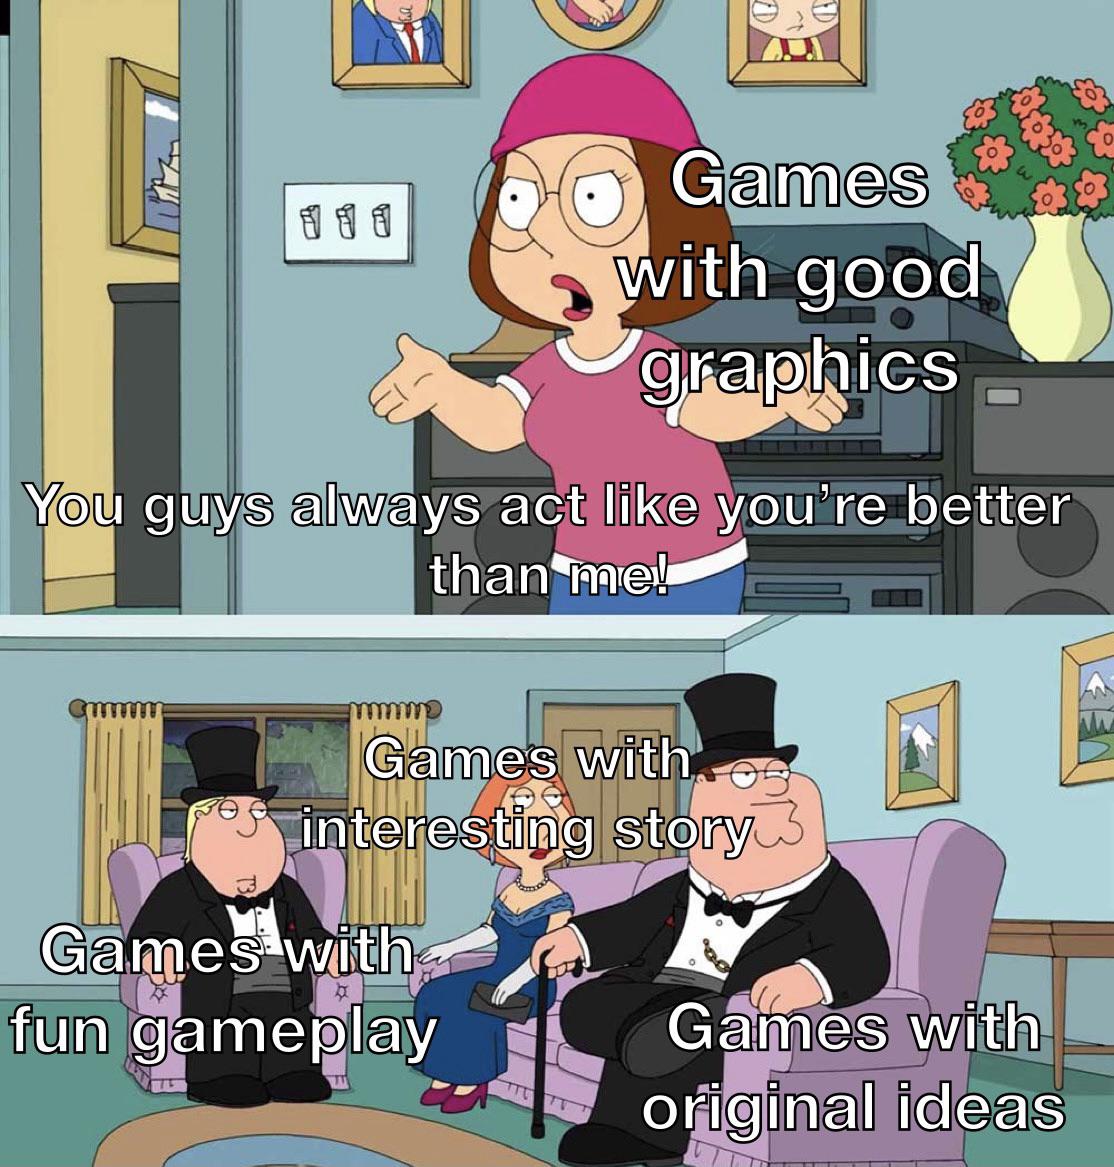 Games
with good
graphics
You guys always act like you’re better
than me!
Games with
interesting story
Games with
fun gameplay
Games with
original ideas